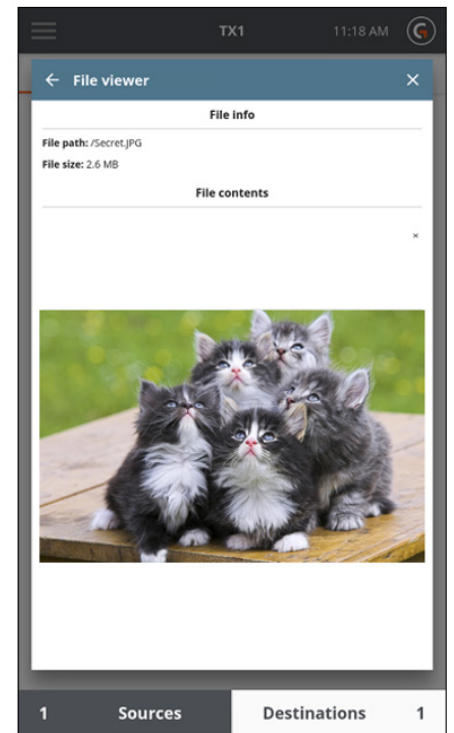 TX1 11:18 AM
← File viewer ×
File info
File path: /Secret.JPG
File size: 2.6 MB
File contents
×
1 Sources Destinations 1